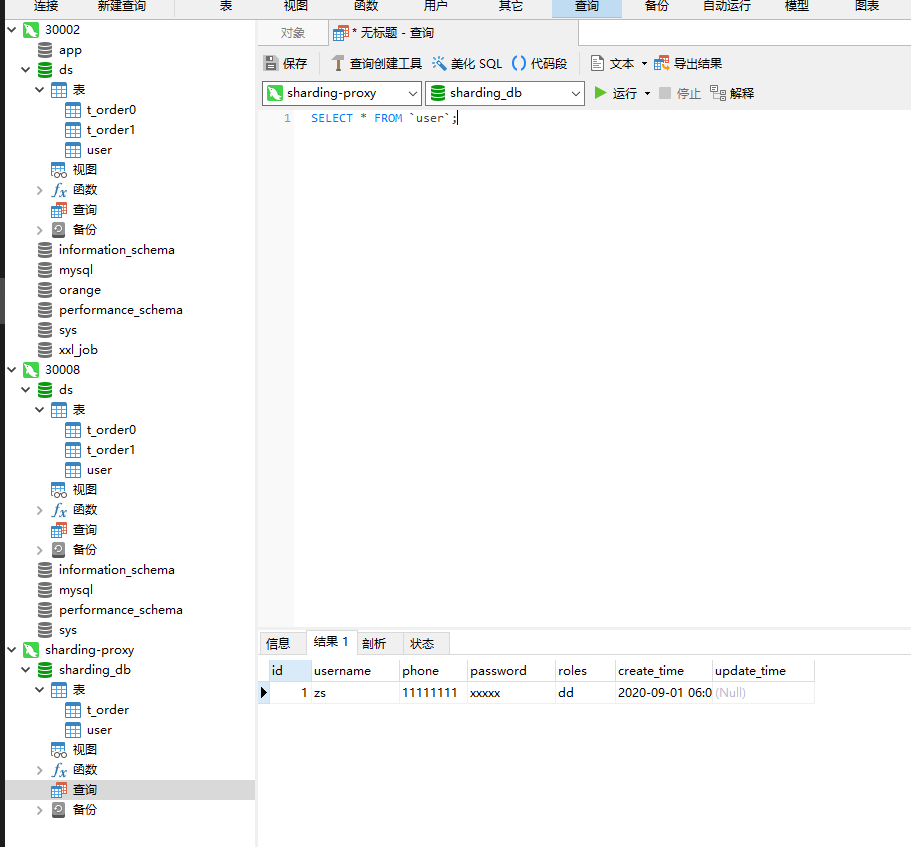 连接 新建查询 表 视图 函数 用户 其它 查询 备份 自动运行 模型 图表
30002
app
ds
表
t_order0
t_order1
user
视图
函数
查询
备份
information_schema
mysql
orange
performance_schema
sys
xxl_job
30008
ds
表
t_order0
t_order1
user
视图
函数
查询
备份
information_schema
mysql
performance_schema
sys
sharding-proxy
sharding_db
表
t_order
user
视图
函数
查询
备份
对象 * 无标题 - 查询
保存 查询创建工具 美化 SQL 代码段 文本 导出结果
sharding-proxy sharding_db 运行 停止 解释
1 SELECT * FROM `user`;
信息 结果 1 剖析 状态
id username phone password roles create_time update_time
1 zs 11111111 xxxxx dd 2020-09-01 06:0 (Null)